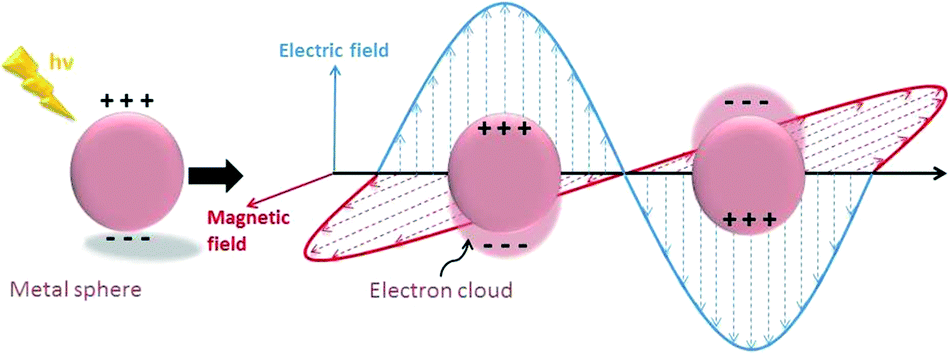 hv
+ + +
- - -
Metal sphere
Electric field
Magnetic
field
+ + +
- - -
Electron cloud
- - -
+ + +